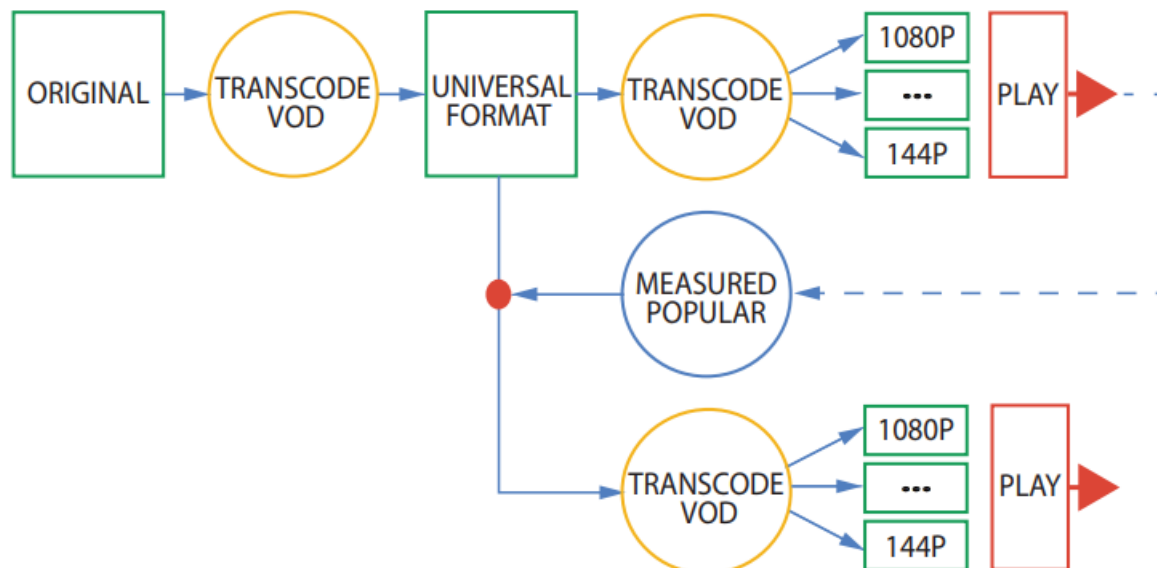 ORIGINAL
TRANSCODE
VOD
UNIVERSAL
FORMAT
TRANSCODE
VOD
1080P
...
144P
PLAY
MEASURED
POPULAR
TRANSCODE
VOD
1080P
...
144P
PLAY